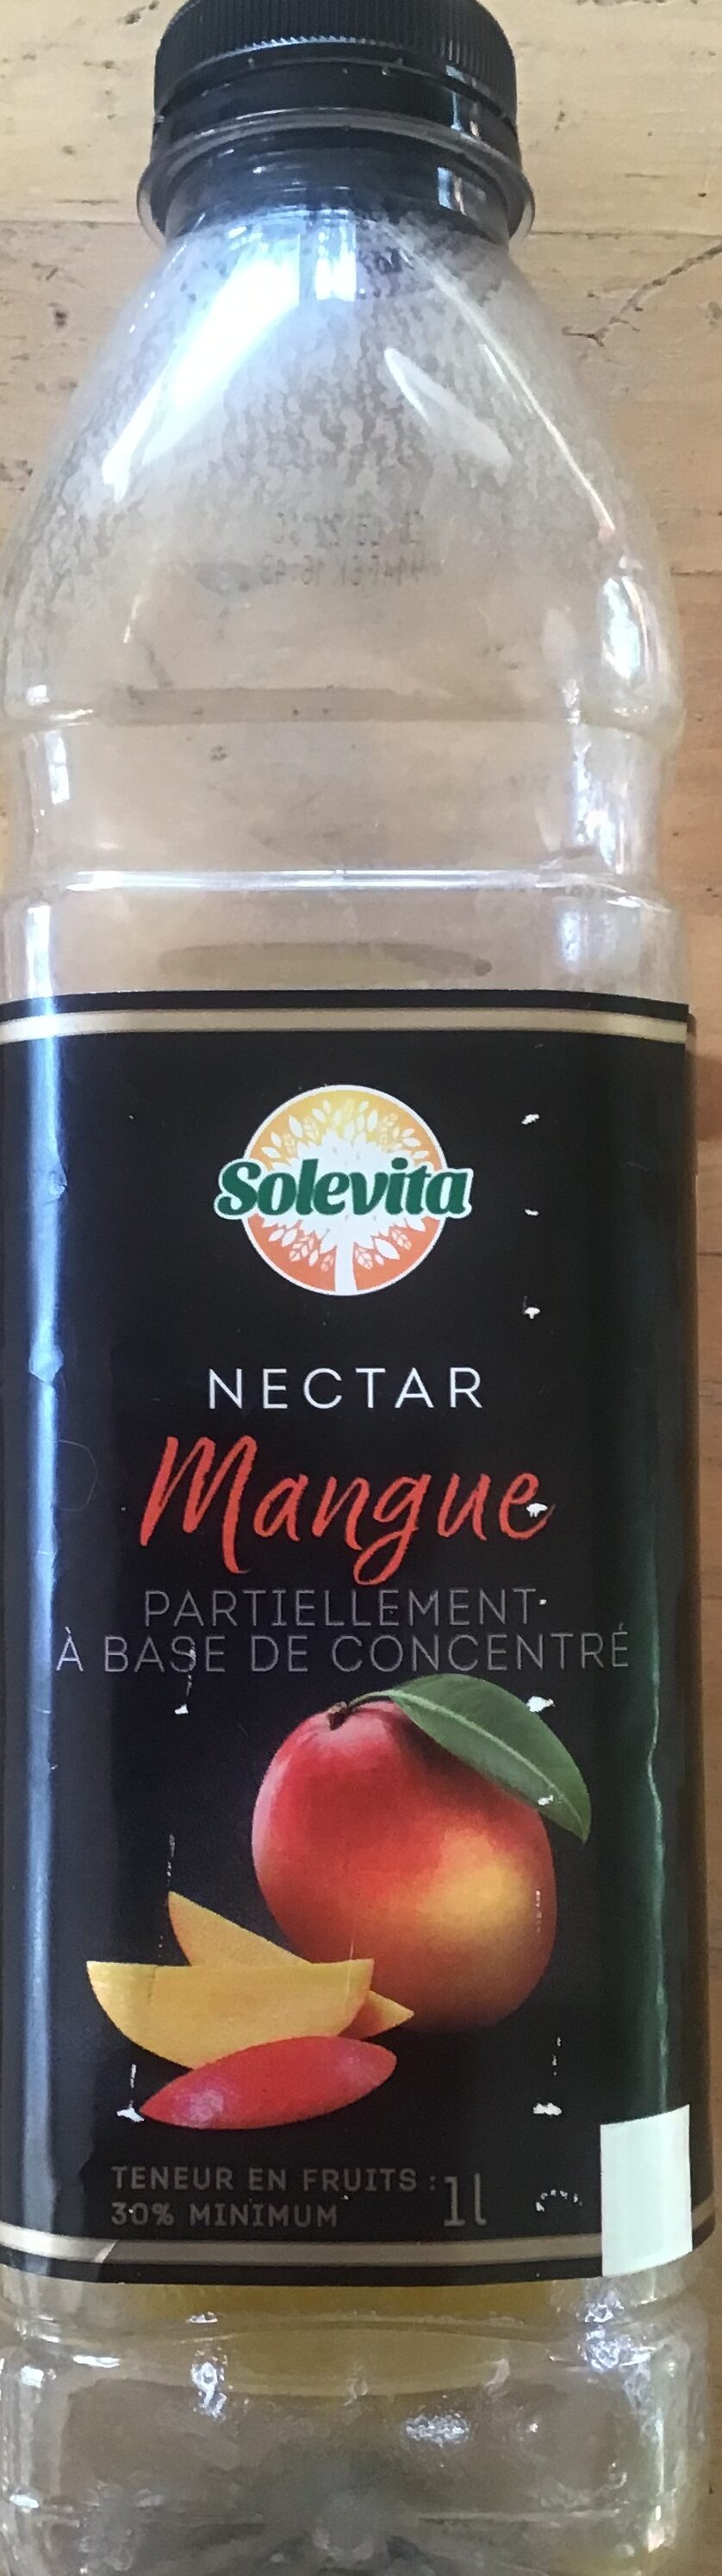 Solevita
NECTAR
Mangue
PARTIELLEMENT
À BASE DE CONCENTRÉ
TENEUR EN FRUITS :
30% MINIMUM
1l